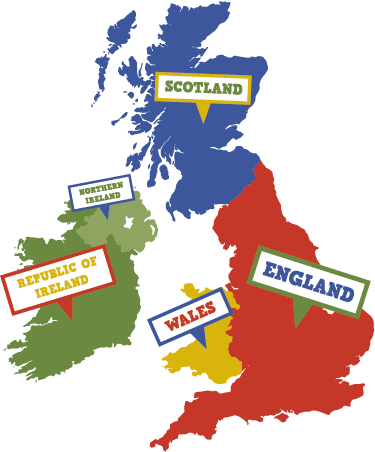 SCOTLAND
NORTHERN
IRELAND
REPUBLIC OF
IRELAND
ENGLAND
WALES